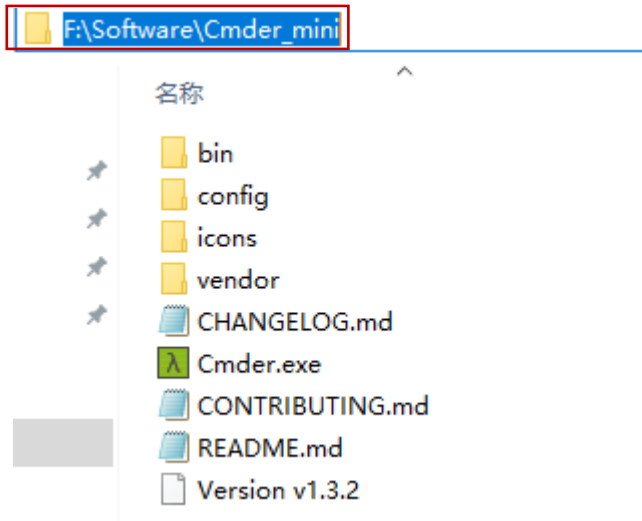 F:\Software\Cmder_mini
名称
bin
config
icons
vendor
CHANGELOG.md
λ Cmder.exe
CONTRIBUTING.md
README.md
Version v1.3.2